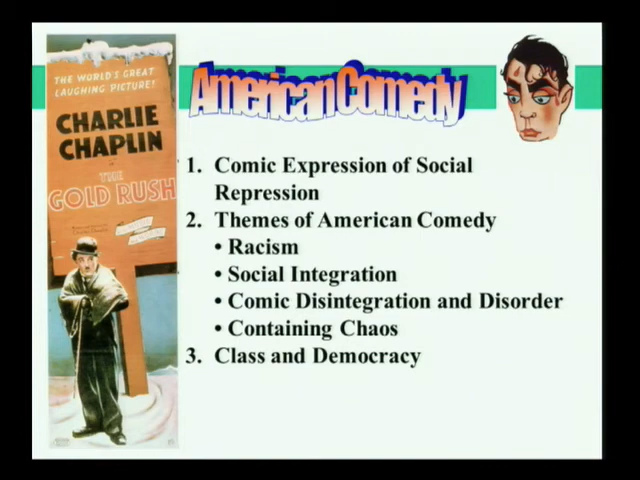 American Comedy
THE WORLD'S GREAT
LAUGHING PICTURE!
CHARLIE
CHAPLIN
IN
THE
GOLD RUSH
1. Comic Expression of Social
Repression
2. Themes of American Comedy
• Racism
• Social Integration
• Comic Disintegration and Disorder
• Containing Chaos
3. Class and Democracy